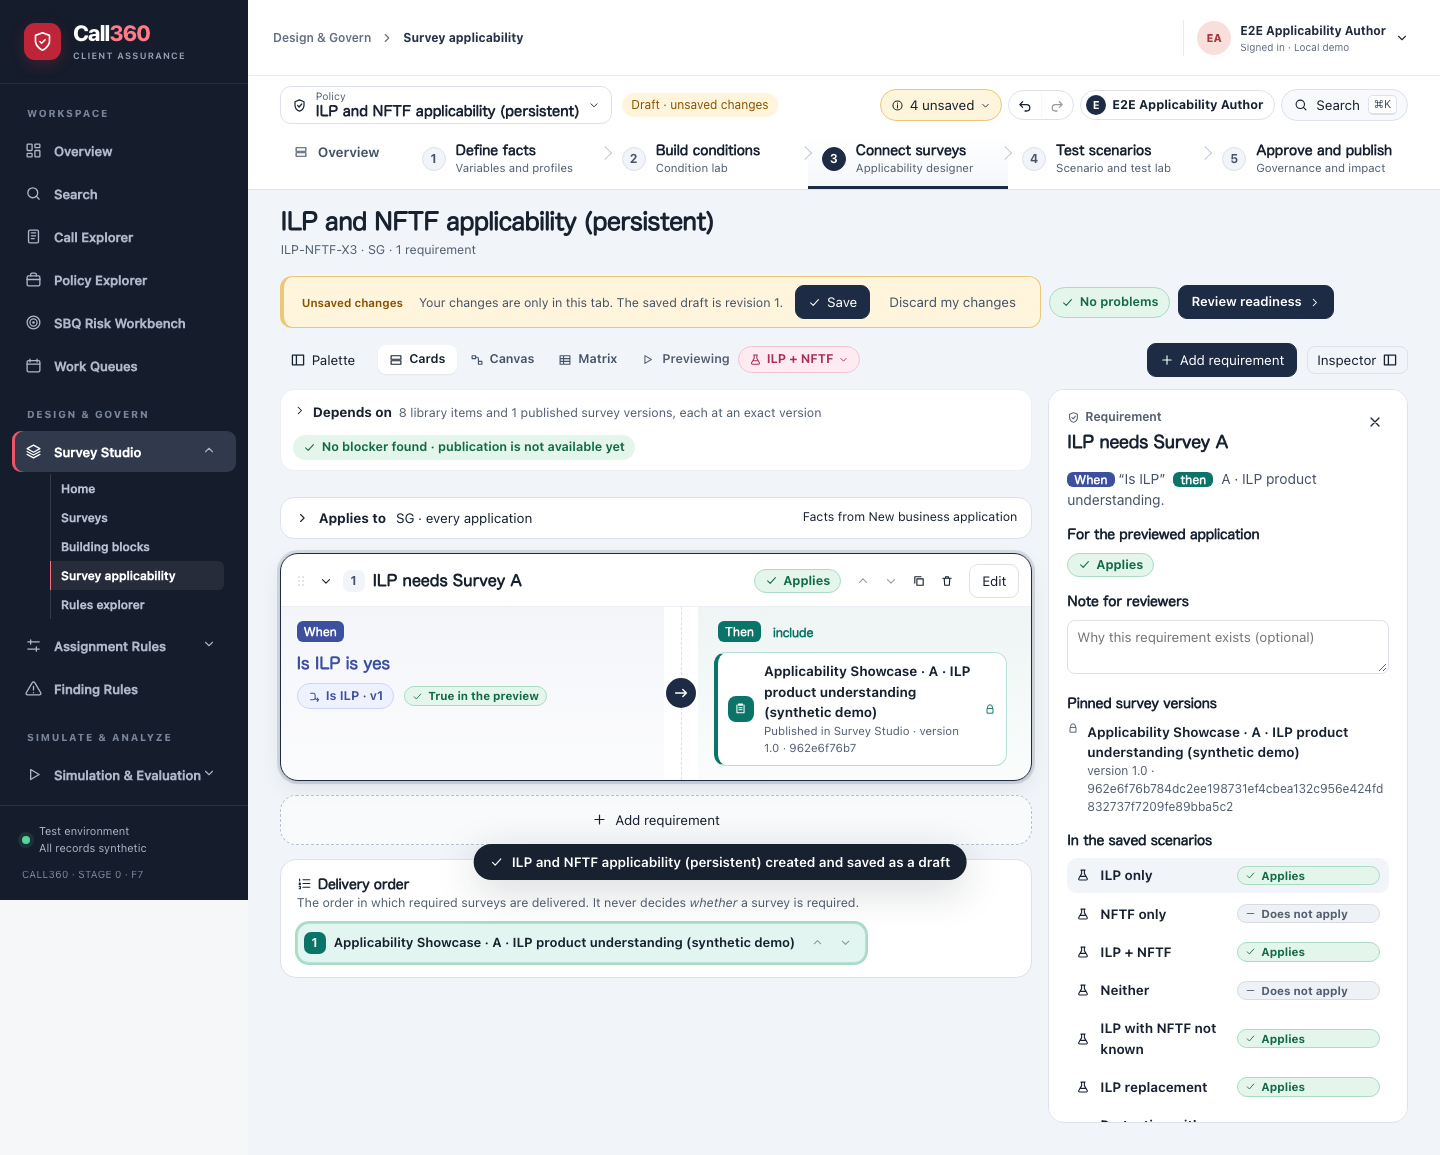 Call360
CLIENT ASSURANCE
WORKSPACE
Overview
Search
Call Explorer
Policy Explorer
SBQ Risk Workbench
Work Queues
DESIGN & GOVERN
Survey Studio
Home
Surveys
Building blocks
Survey applicability
Rules explorer
Assignment Rules
Finding Rules
SIMULATE & ANALYZE
Simulation & Evaluation
Test environment
All records synthetic
CALL360 · STAGE 0 · F7
Design & Govern
Survey applicability
EA
E2E Applicability Author
Signed in · Local demo
Policy
ILP and NFTF applicability (persistent)
Draft · unsaved changes
4 unsaved
E
E2E Applicability Author
Search
⌘K
Overview
1
Define facts
Variables and profiles
2
Build conditions
Condition lab
3
Connect surveys
Applicability designer
4
Test scenarios
Scenario and test lab
5
Approve and publish
Governance and impact
ILP and NFTF applicability (persistent)
ILP-NFTF-X3 · SG · 1 requirement
Unsaved changes
Your changes are only in this tab. The saved draft is revision 1.
Save
Discard my changes
No problems
Review readiness
Palette
Cards
Canvas
Matrix
Previewing
ILP + NFTF
Add requirement
Inspector
Depends on
8 library items and 1 published survey versions, each at an exact version
No blocker found · publication is not available yet
Applies to
SG · every application
Facts from New business application
1
ILP needs Survey A
Applies
Edit
When
Is ILP is yes
Is ILP · v1
True in the preview
Then
include
Applicability Showcase · A · ILP
product understanding
(synthetic demo)
Published in Survey Studio · version
1.0 · 962e6f76b7
Add requirement
ILP and NFTF applicability (persistent) created and saved as a draft
Delivery order
The order in which required surveys are delivered. It never decides whether a survey is required.
1
Applicability Showcase · A · ILP product understanding (synthetic demo)
Requirement
ILP needs Survey A
When “Is ILP” then A · ILP product
understanding.
For the previewed application
Applies
Note for reviewers
Why this requirement exists (optional)
Pinned survey versions
Applicability Showcase · A · ILP product
understanding (synthetic demo)
version 1.0 ·
962e6f76b784dc2ee198731ef4cbea132c956e424fd
832737f7209fe89bba5c2
In the saved scenarios
ILP only
Applies
NFTF only
Does not apply
ILP + NFTF
Applies
Neither
Does not apply
ILP with NFTF not
known
Applies
ILP replacement
Applies